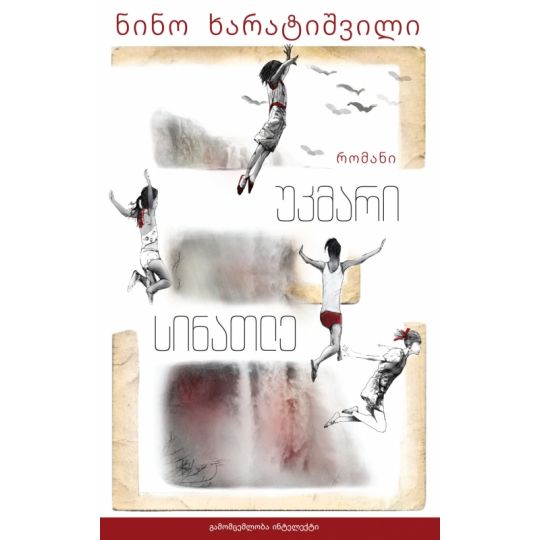 ნინო ხარატიშვილი
რომანი
უკმარი
სინათლე
გამომცემლობა ინტელექტი